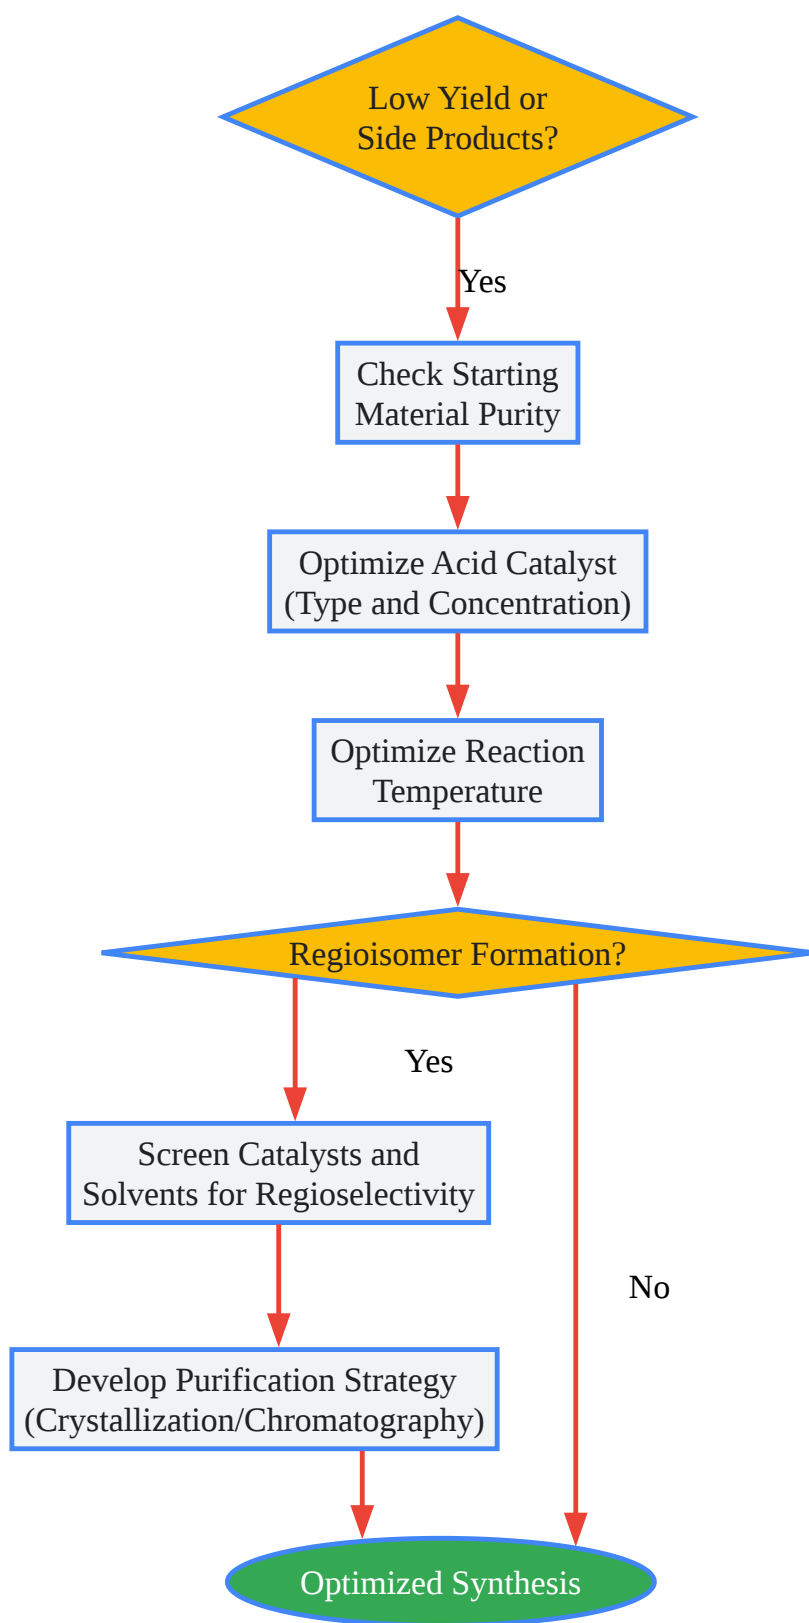 Low Yield or
Side Products?
Yes
Check Starting
Material Purity
Optimize Acid Catalyst
(Type and Concentration)
Optimize Reaction
Temperature
Regioisomer Formation?
Yes
Screen Catalysts and
Solvents for Regioselectivity
No
Develop Purification Strategy
(Crystallization/Chromatography)
Optimized Synthesis